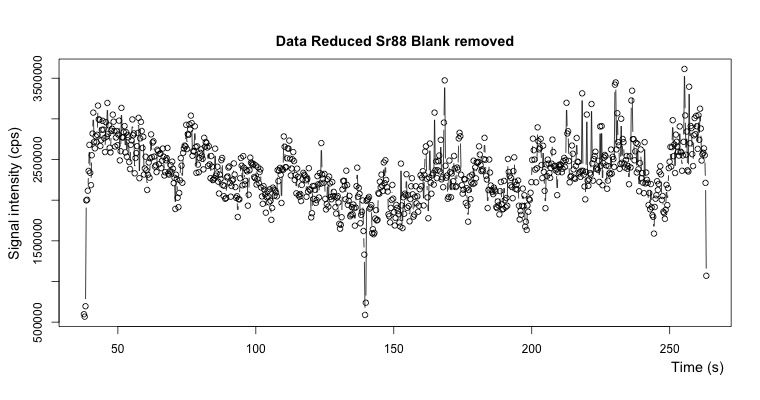 Data Reduced Sr88 Blank removed
Signal intensity (cps)
3500000
2500000
1500000
500000
50 100 150 200 250
Time (s)